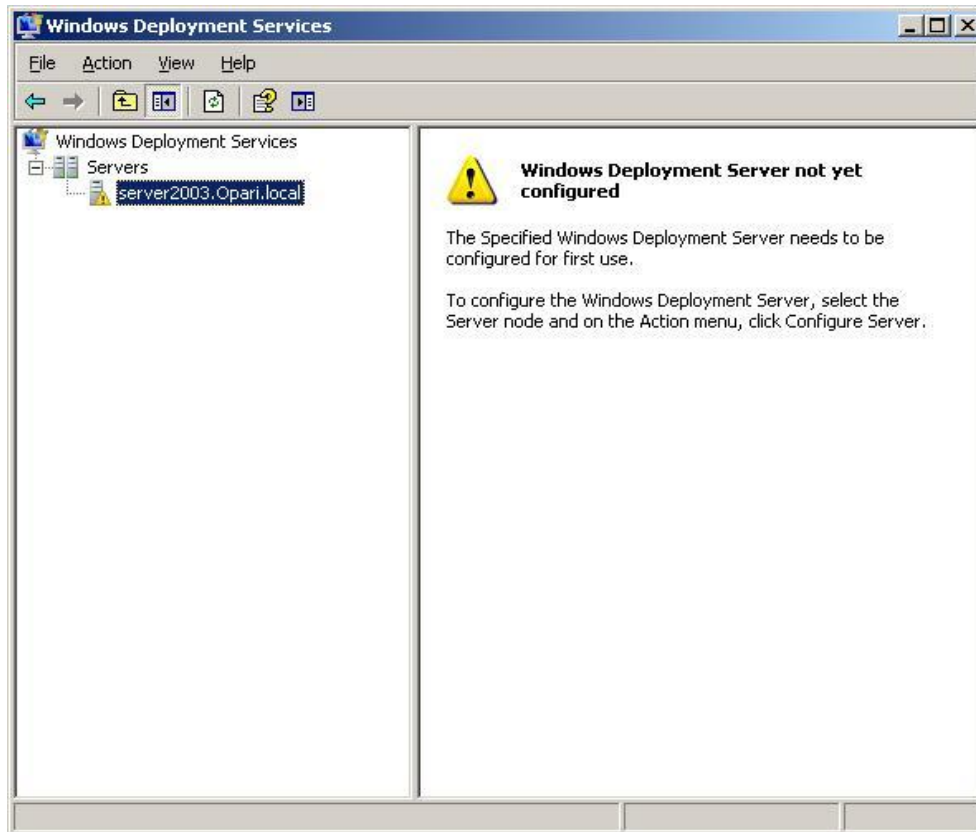 Windows Deployment Services
File Action View Help
Windows Deployment Services
Servers
server2003.Opari.local
Windows Deployment Server not yet
configured
The Specified Windows Deployment Server needs to be
configured for first use.
To configure the Windows Deployment Server, select the
Server node and on the Action menu, click Configure Server.